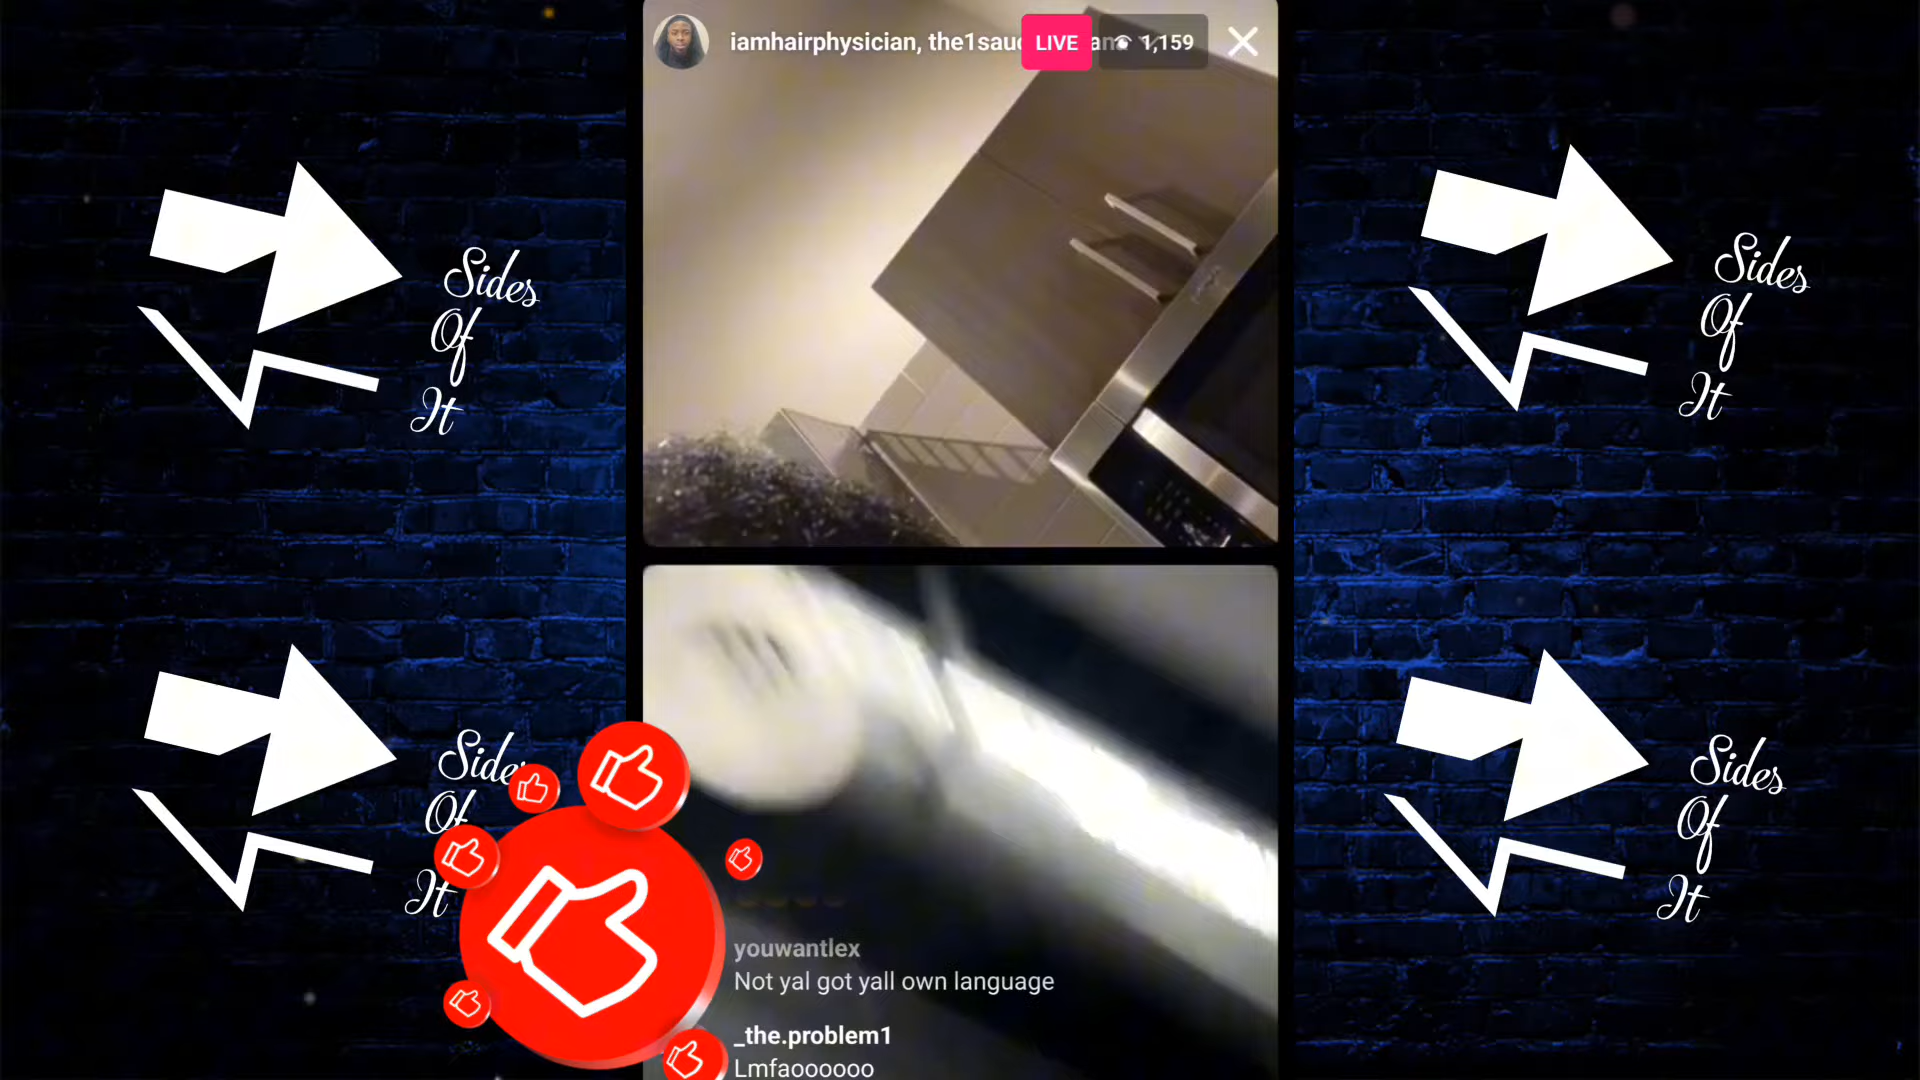 iamhairphysician, the1sau
LIVE
1,159
Sides
Of
It
Sides
Of
It
Side
Of
It
Sides
Of
It
youwantlex
Not yal got yall own language
_the.problem1
Lmfaoooooo